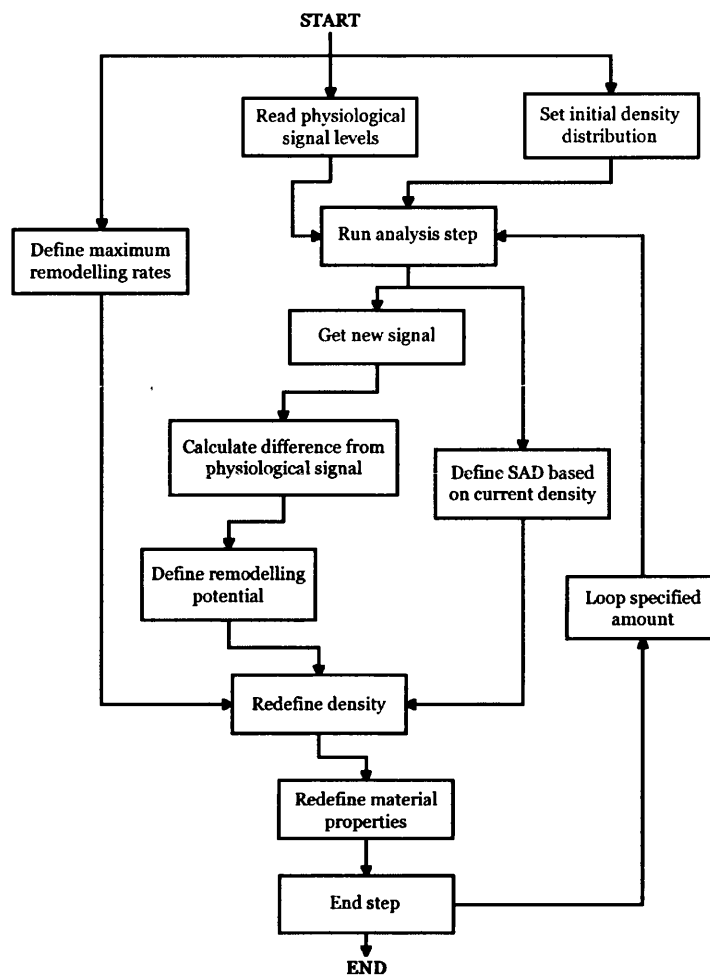 START
Read physiological
signal levels
Set initial density
distribution
Define maximum
remodelling rates
Run analysis step
Get new signal
Calculate difference from
physiological signal
Define SAD based
on current density
Define remodelling
potential
Loop specified
amount
Redefine density
Redefine material
properties
End step
END